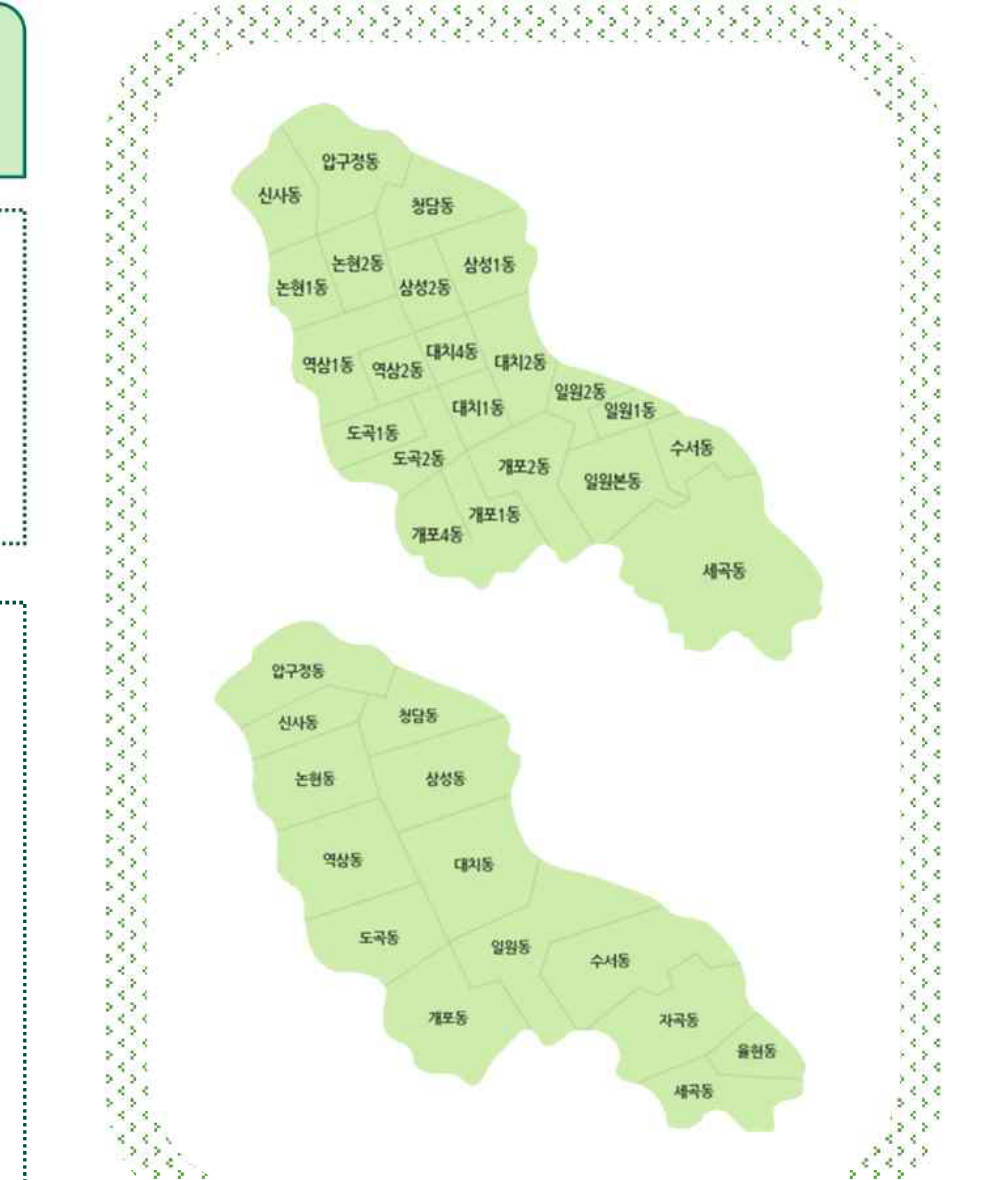 압구정동
신사동
청담동
논현2동
삼성1동
논현1동
삼성2동
대치4동
대치2동
역삼1동
역삼2동
일원2동
대치1동
일원1동
도곡1동
수서동
도곡2동
개포2동
일원본동
개포1동
개포4동
세곡동
압구정동
신사동
청담동
논현동
삼성동
역삼동
대치동
도곡동
일원동
수서동
개포동
자곡동
율현동
세곡동